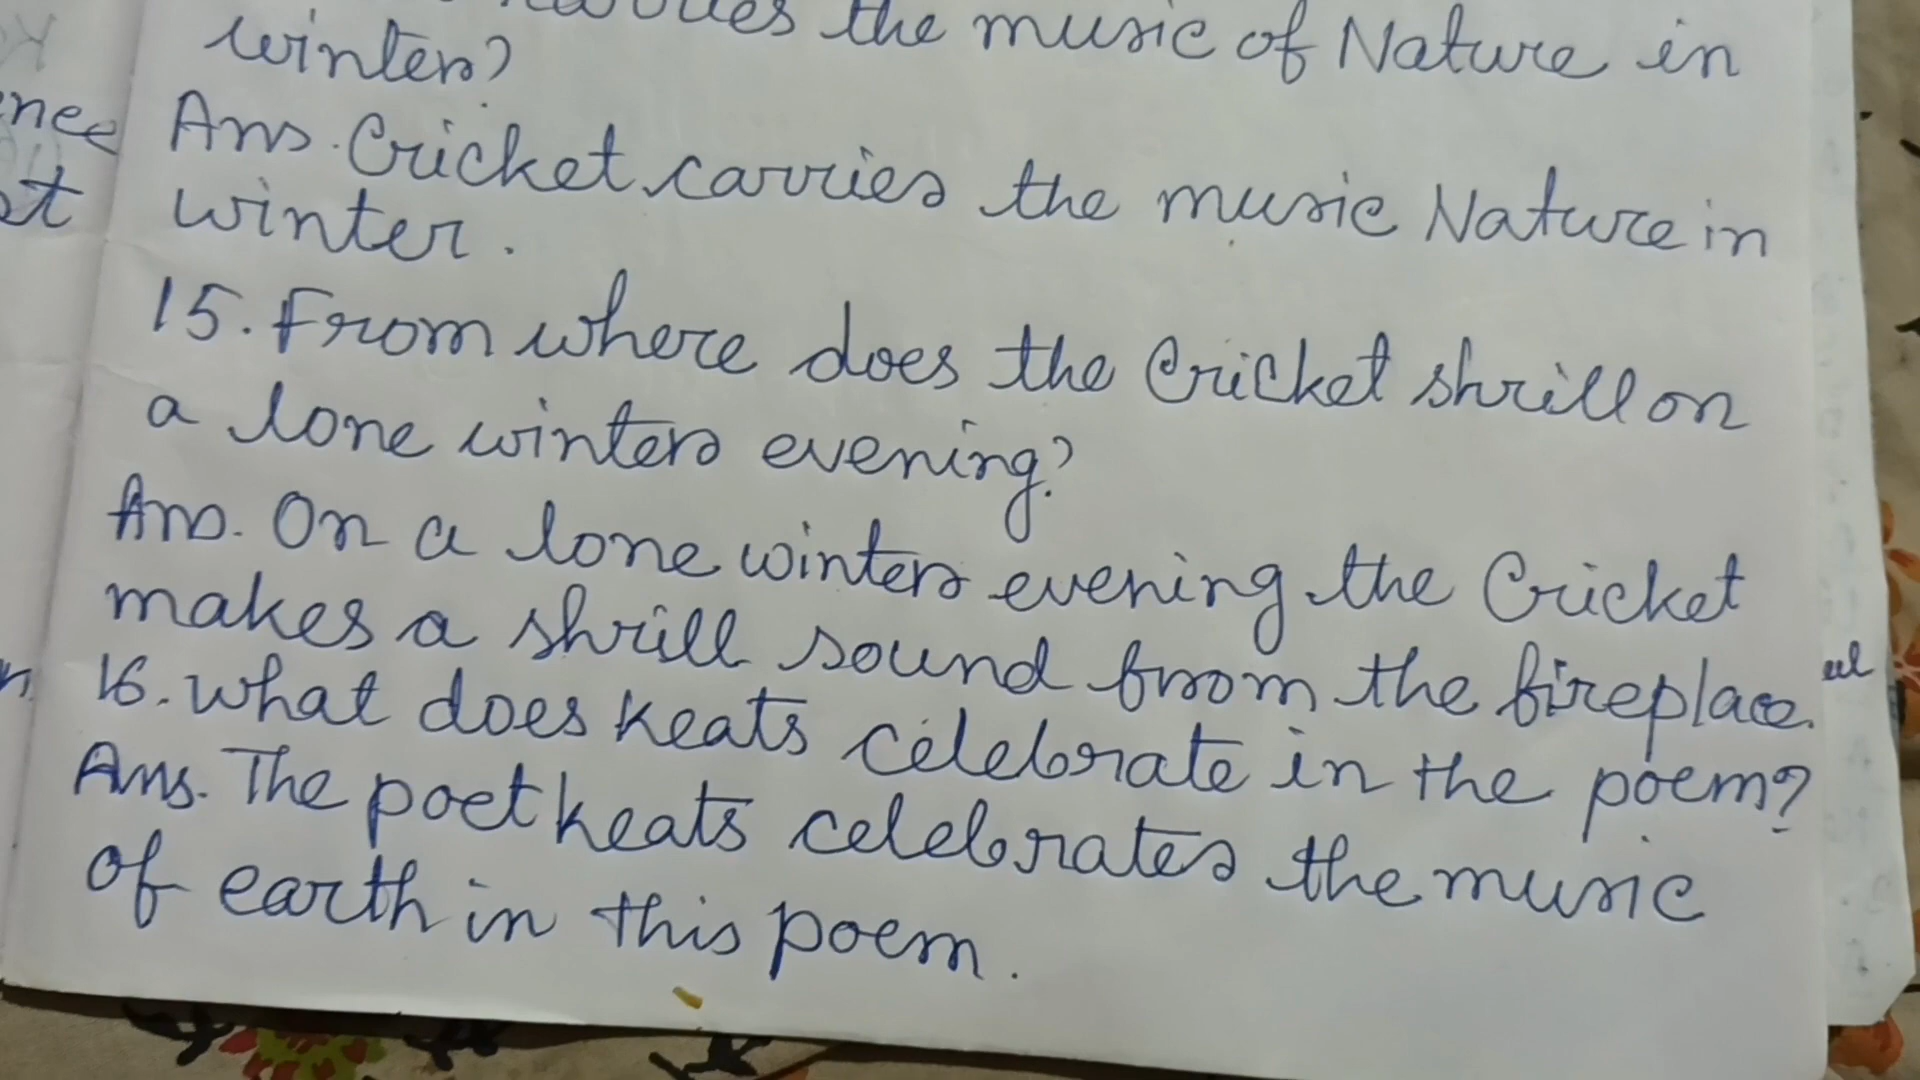 the music of Nature in
winter?
Ans. Cricket carries the music Nature in
winter.
15. From where does the Cricket shrill on
a lone winter evening?
Ans. On a lone winter evening the Cricket
makes a shrill sound from the fireplace.
16. What does Keats celebrate in the poem?
Ans. The poet Keats celebrates the music
of earth in this poem.